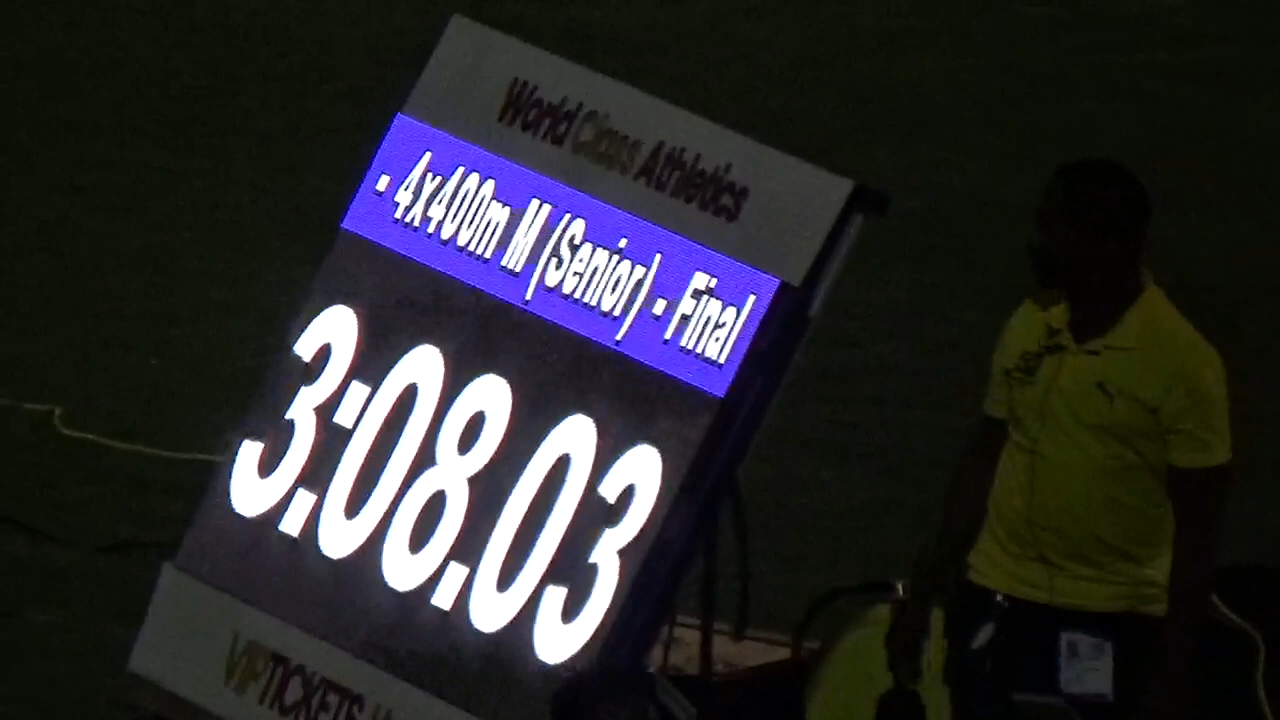 World Class Athletics
- 4x400m M (Senior) - Final
3:08.03
VIPTICKETS